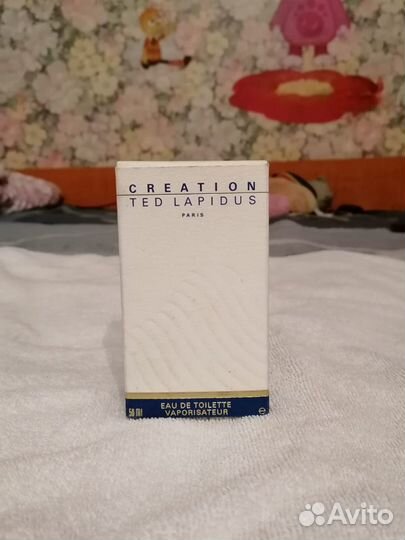 CREATION
TED LAPIDUS
PARIS
EAU DE TOILETTE
50 ml VAPORISATEUR ℮
Avito